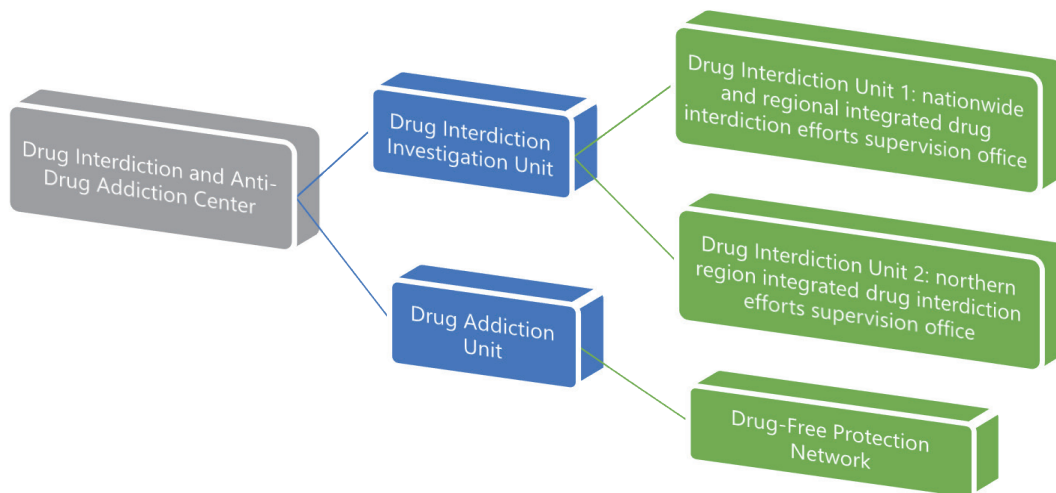 Drug Interdiction and Anti-
Drug Addiction Center
Drug Interdiction
Investigation Unit
Drug Addiction
Unit
Drug Interdiction Unit 1: nationwide
and regional integrated drug
interdiction efforts supervision office
Drug Interdiction Unit 2: northern
region integrated drug interdiction
efforts supervision office
Drug-Free Protection
Network